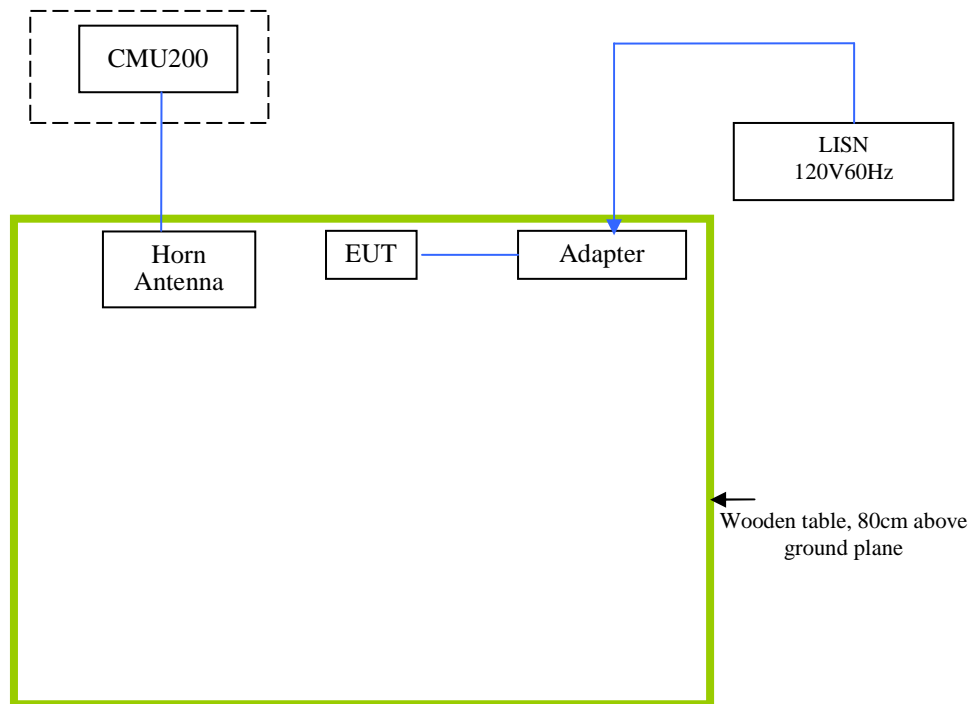 CMU200
LISN
120V60Hz
Horn
Antenna
EUT
Adapter
Wooden table, 80cm above
ground plane